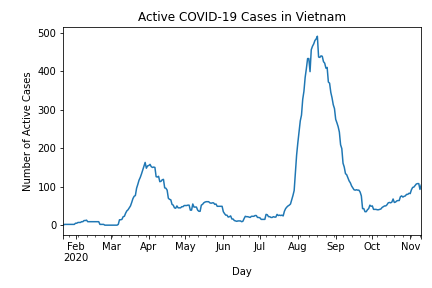 Active COVID-19 Cases in Vietnam
Number of Active Cases
500
400
300
200
100
0
Feb Mar Apr May Jun Jul Aug Sep Oct Nov
2020
Day